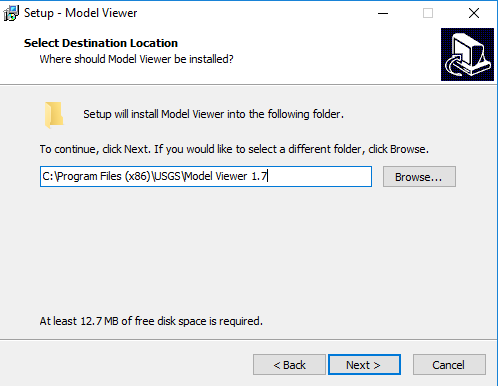 Setup - Model Viewer
Select Destination Location
Where should Model Viewer be installed?
Setup will install Model Viewer into the following folder.
To continue, click Next. If you would like to select a different folder, click Browse.
C:\Program Files (x86)\USGS\Model Viewer 1.7
Browse...
At least 12.7 MB of free disk space is required.
< Back
Next >
Cancel